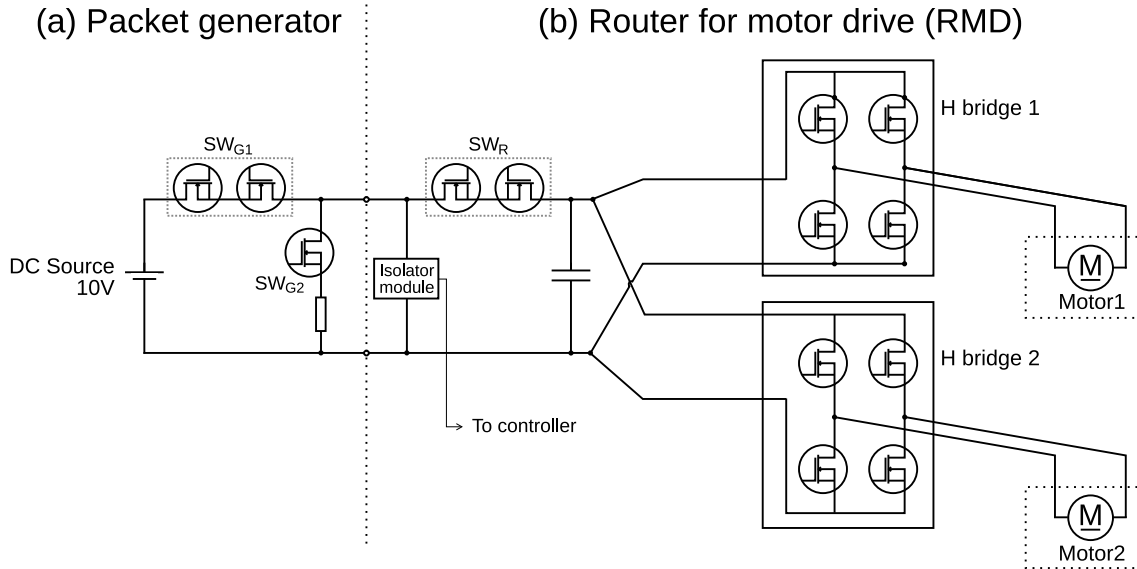 (a) Packet generator
(b) Router for motor drive (RMD)
SWG1
SWR
H bridge 1
DC Source
10V
SWG2
Isolator
module
M
Motor1
H bridge 2
To controller
M
Motor2